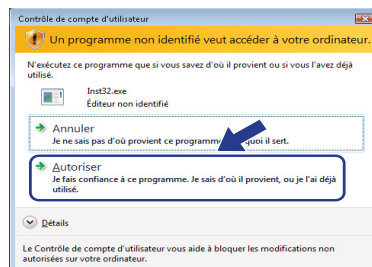 Contrôle de compte d'utilisateur
Un programme non identifié veut accéder à votre ordinateur.
N'exécutez ce programme que si vous savez d'où il provient ou si vous l'avez déjà
utilisé.
Inst32.exe
Éditeur non identifié
Annuler
Je ne sais pas d'où provient ce programme quoi il sert.
Autoriser
Je fais confiance à ce programme. Je sais d'où il provient, ou je l'ai déjà
utilisé.
Détails
Le Contrôle de compte d'utilisateur vous aide à bloquer les modifications non
autorisées sur votre ordinateur.